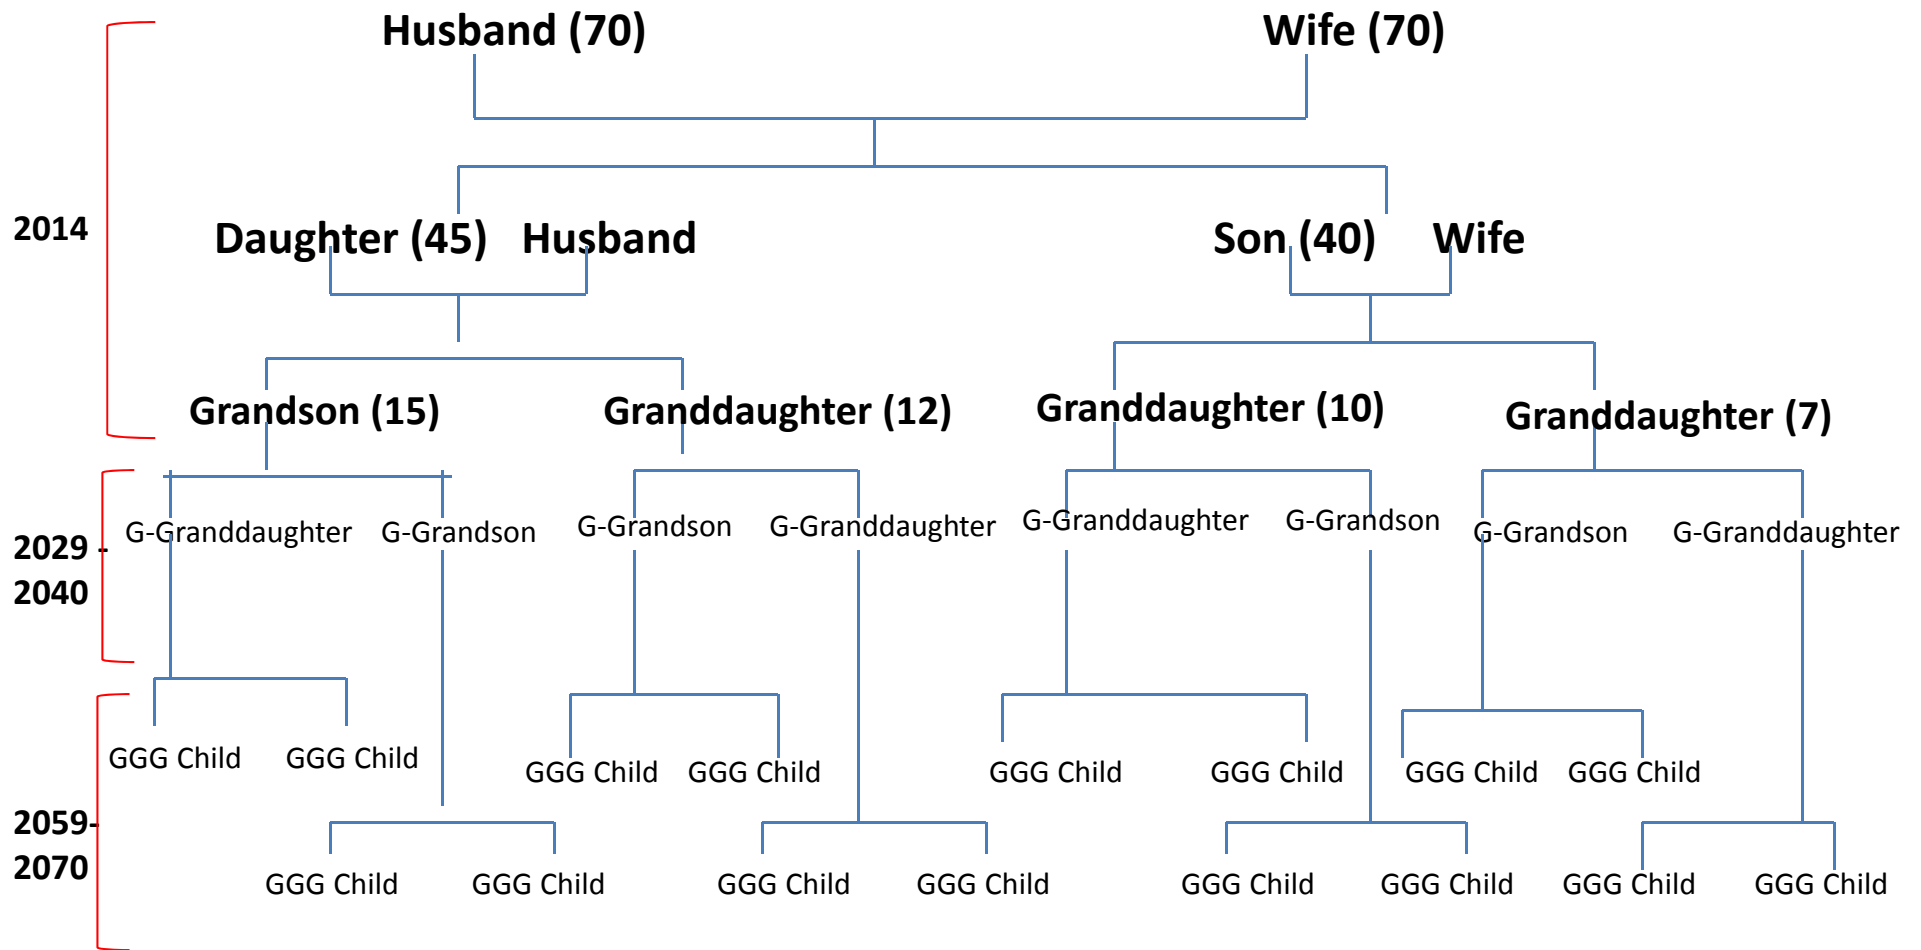 Husband (70) Wife (70)
2014
Daughter (45) Husband Son (40) Wife
Grandson (15) Granddaughter (12) Granddaughter (10) Granddaughter (7)
2029 -
2040
G-Granddaughter G-Grandson G-Grandson G-Granddaughter G-Granddaughter G-Grandson G-Grandson G-Granddaughter
GGG Child GGG Child GGG Child GGG Child GGG Child GGG Child GGG Child GGG Child
2059-
2070
GGG Child GGG Child GGG Child GGG Child GGG Child GGG Child GGG Child GGG Child